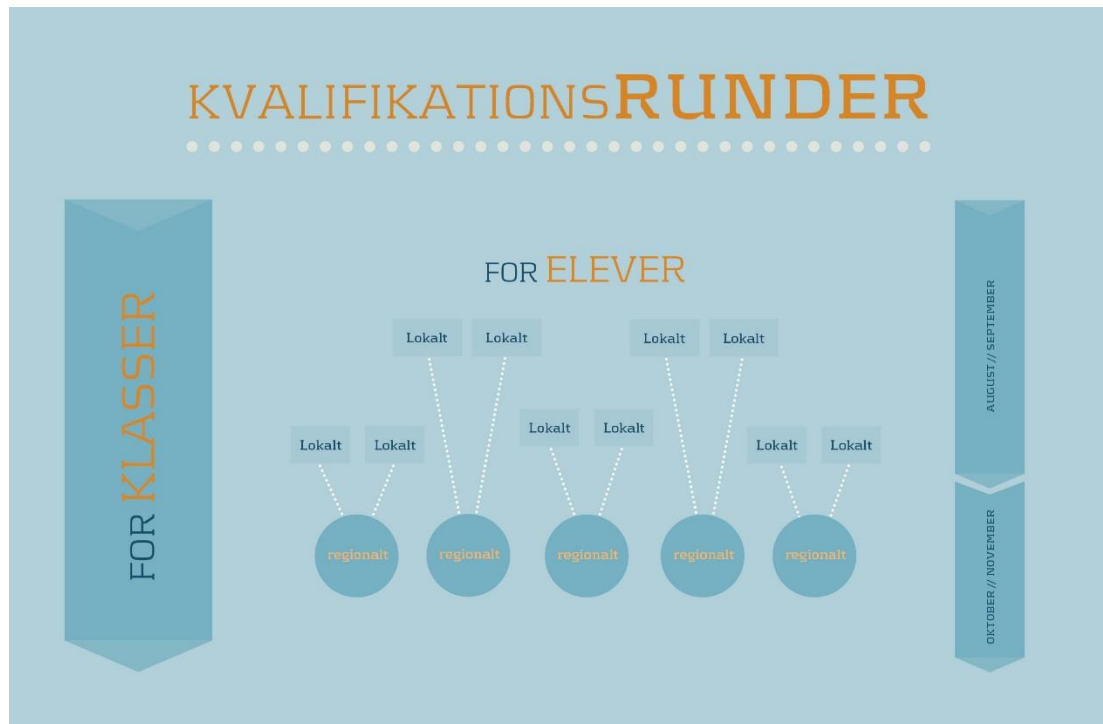 KVALIFIKATIONSRUNDER
FOR KLASSER
FOR ELEVER
Lokalt Lokalt Lokalt Lokalt
Lokalt Lokalt Lokalt Lokalt Lokalt Lokalt
regionalt regionalt regionalt regionalt regionalt
AUGUST // SEPTEMBER
OKTOBER // NOVEMBER